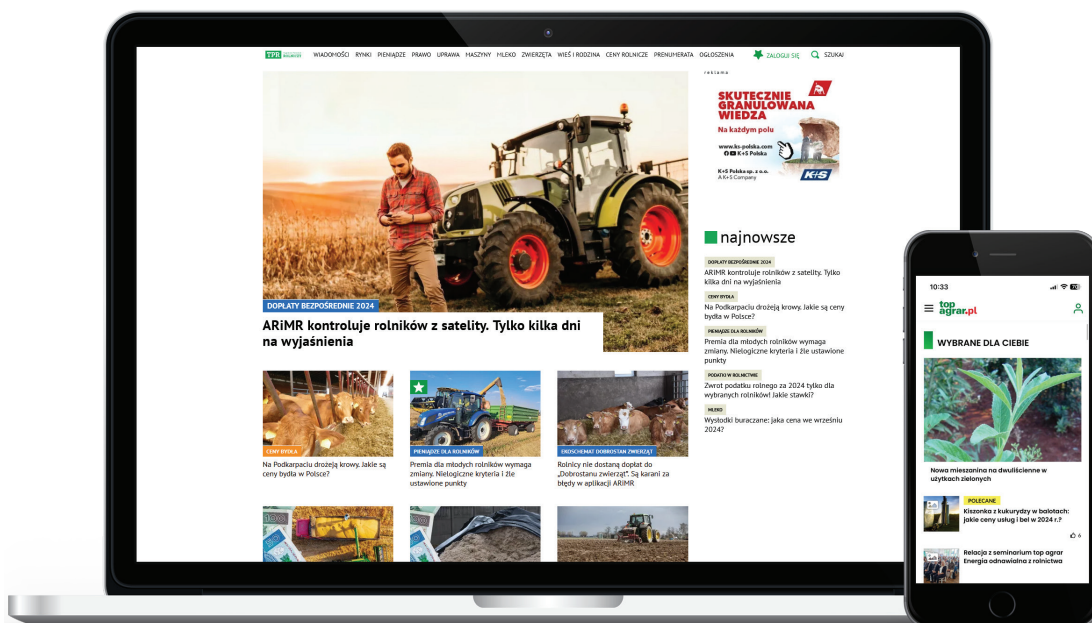 TPR
WIADOMOŚCI RYNKI PIENIĄDZE PRAWO UPRAWA MASZYNY MLEKO ZWIERZĘTA WIEŚ I RODZINA CENY ROLNICZE PRENUMERATA OGŁOSZENIA ZALOGUJ SIĘ SZUKAJ
reklama
SKUTECZNIE
GRANULOWANA
WIEDZA
Na każdym polu
www.ks-polska.com
K+S Polska
K+S Polska sp. z o.o.
A K+S Company
K+S
DOPŁATY BEZPOŚREDNIE 2024
ARiMR kontroluje rolników z satelity. Tylko kilka dni
na wyjaśnienia
CENY BYDŁA
Na Podkarpaciu drożeją krowy. Jakie są
ceny bydła w Polsce?
PIENIĄDZE DLA ROLNIKÓW
Premia dla młodych rolników wymaga
zmiany. Nielogiczne kryteria i źle
ustawione punkty
EKOSCHEMAT DOBROSTAN ZWIERZĄT
Rolnicy nie dostaną dopłat do
„Dobrostanu zwierząt”. Są karani za
błędy w aplikacji ARiMR
100
100
najnowsze
DOPŁATY BEZPOŚREDNIE 2024
ARIMR kontroluje rolników z satelity. Tylko
kilka dni na wyjaśnienia
CENY BYDŁA
Na Podkarpaciu drożeją krowy. Jakie są ceny
bydła w Polsce?
PIENIĄDZE DLA ROLNIKÓW
Premia dla młodych rolników wymaga
zmiany. Nielogiczne kryteria i źle ustawione
punkty
PODATKI W ROLNICTWIE
Zwrot podatku rolnego za 2024 tylko dla
wybranych rolników! Jakie stawki?
MLEKO
Wysłodki buraczane: jaka cena we wrześniu
2024?
10:33
70
top
agrar.pl
WYBRANE DLA CIEBIE
Nowa mieszanina na dwuliścienne w
użytkach zielonych
POLECANE
Kiszonka z kukurydzy w balotach:
jakie ceny usług i bel w 2024 r.?
6
Relacja z seminarium top agrar
Energia odnawialna z rolnictwa